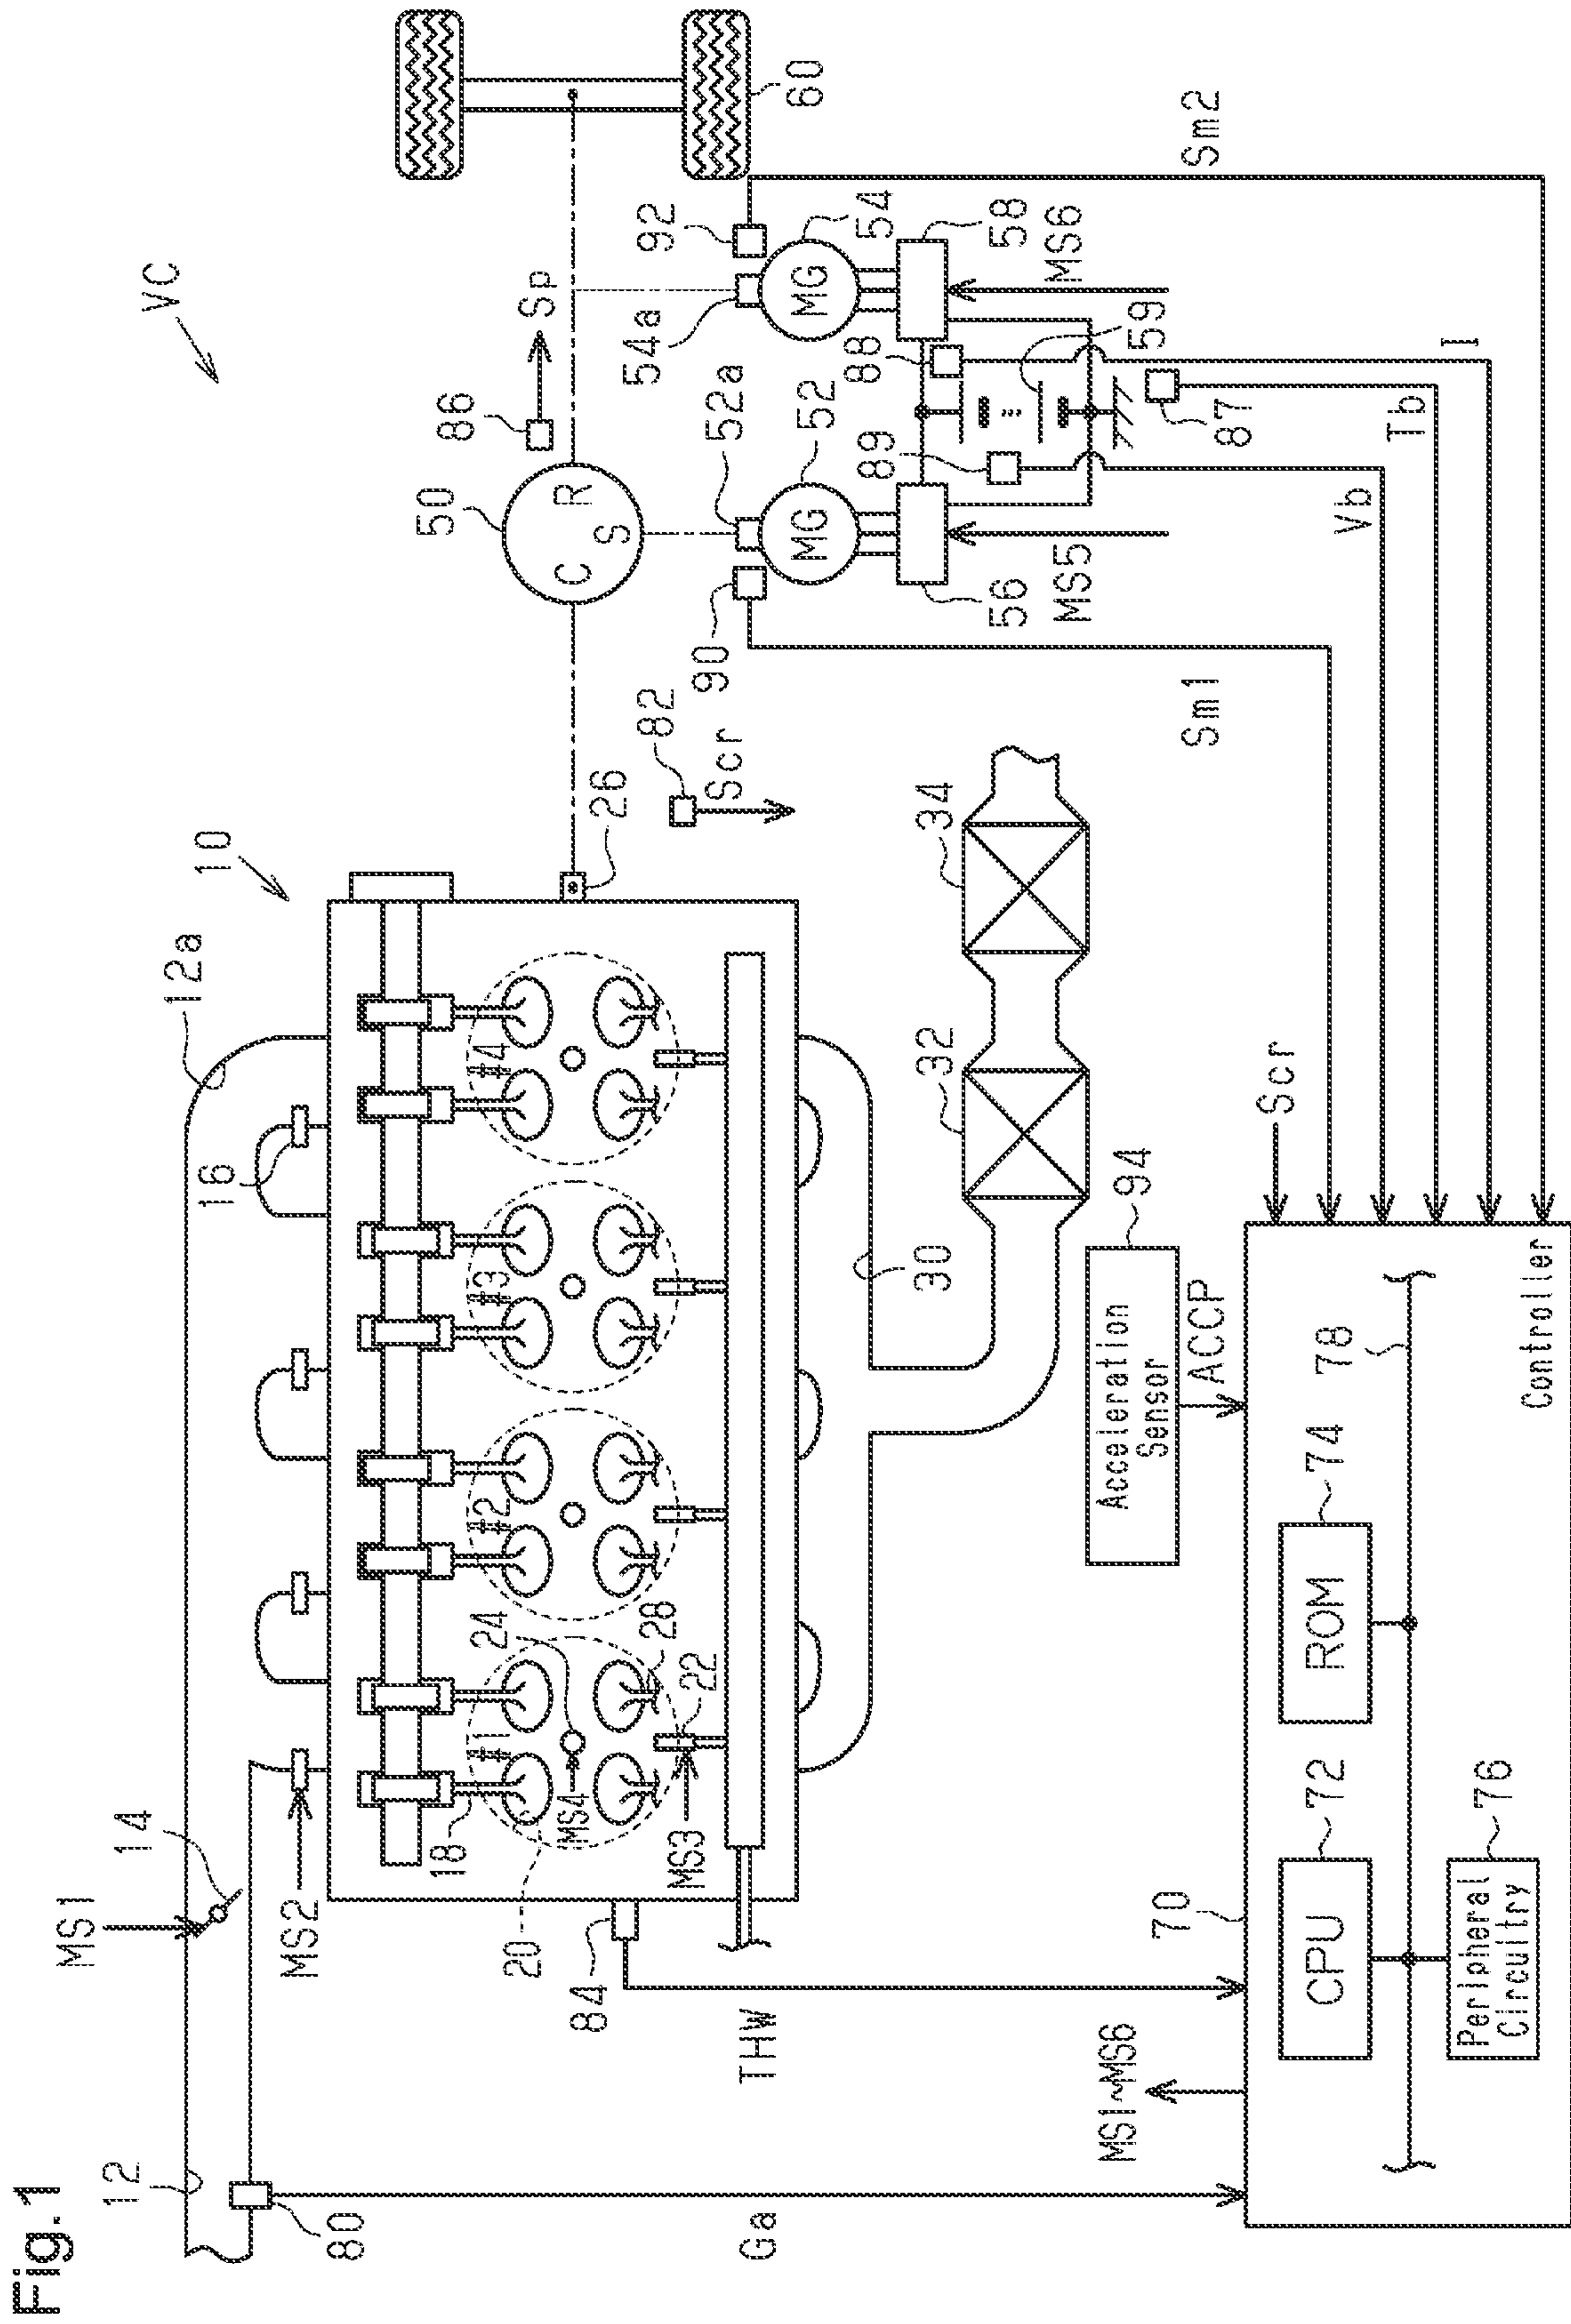 Fig.1
VC
MS1
14
12
12a
10
16
MS2
80
86
Sp
50
C
R
S
60
26
82
Scr
18
20
#1
#2
#3
#4
24
MS4
28
22
MS3
84
THW
Ga
52a
54a
92
90
MG
52
MG
54
56
58
88
89
59
87
MS5
MS6
Sm1
Sm2
Vb
Tb
I
30
32
34
94
Acceleration
Sensor
ACCP
Scr
MS1~MS6
70
CPU
72
ROM
74
Peripheral
Circuitry
76
78
Controller